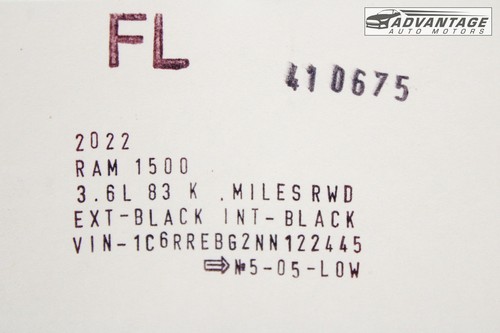 ADVANTAGE
AUTO MOTORS
FL
410675
2022
RAM 1500
3.6L 83 K .MILES RWD
EXT-BLACK INT-BLACK
VIN-1C6RREBG2NN122445
⇨№5-05-LOW